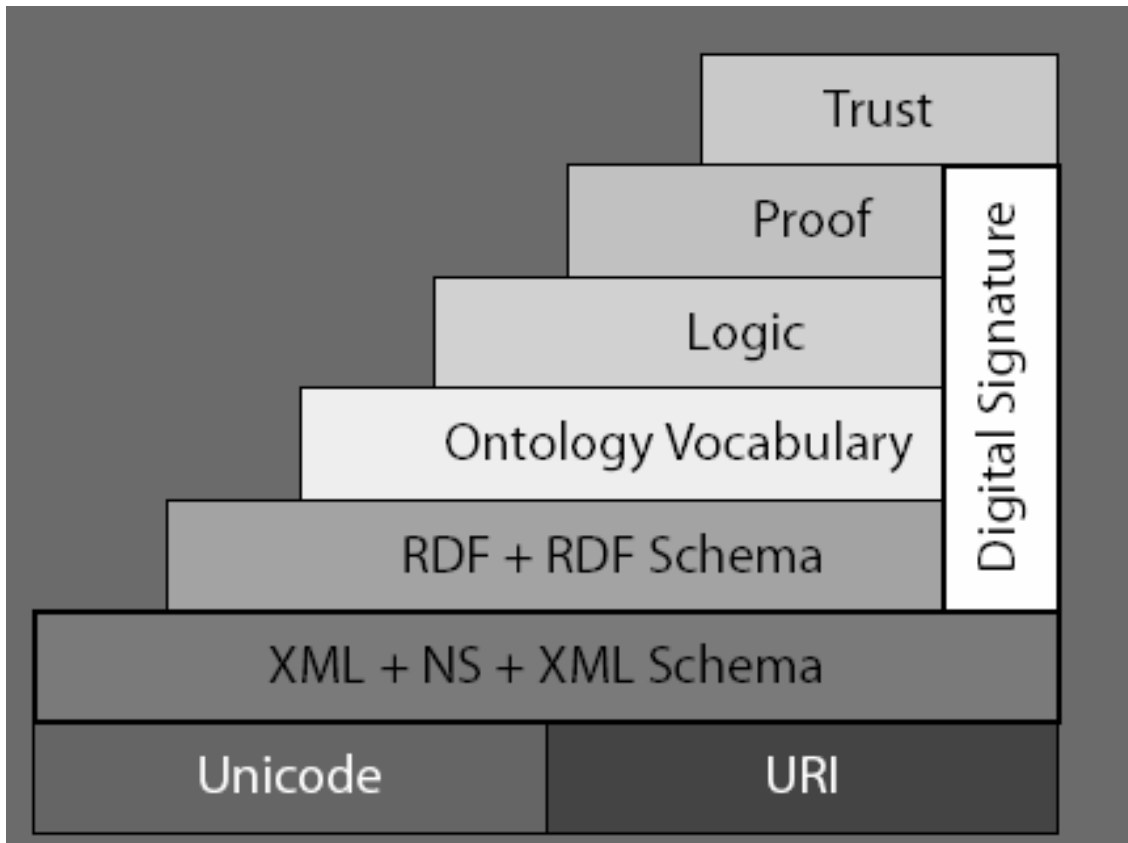 Trust
Proof
Digital Signature
Logic
Ontology Vocabulary
RDF + RDF Schema
XML + NS + XML Schema
Unicode
URI